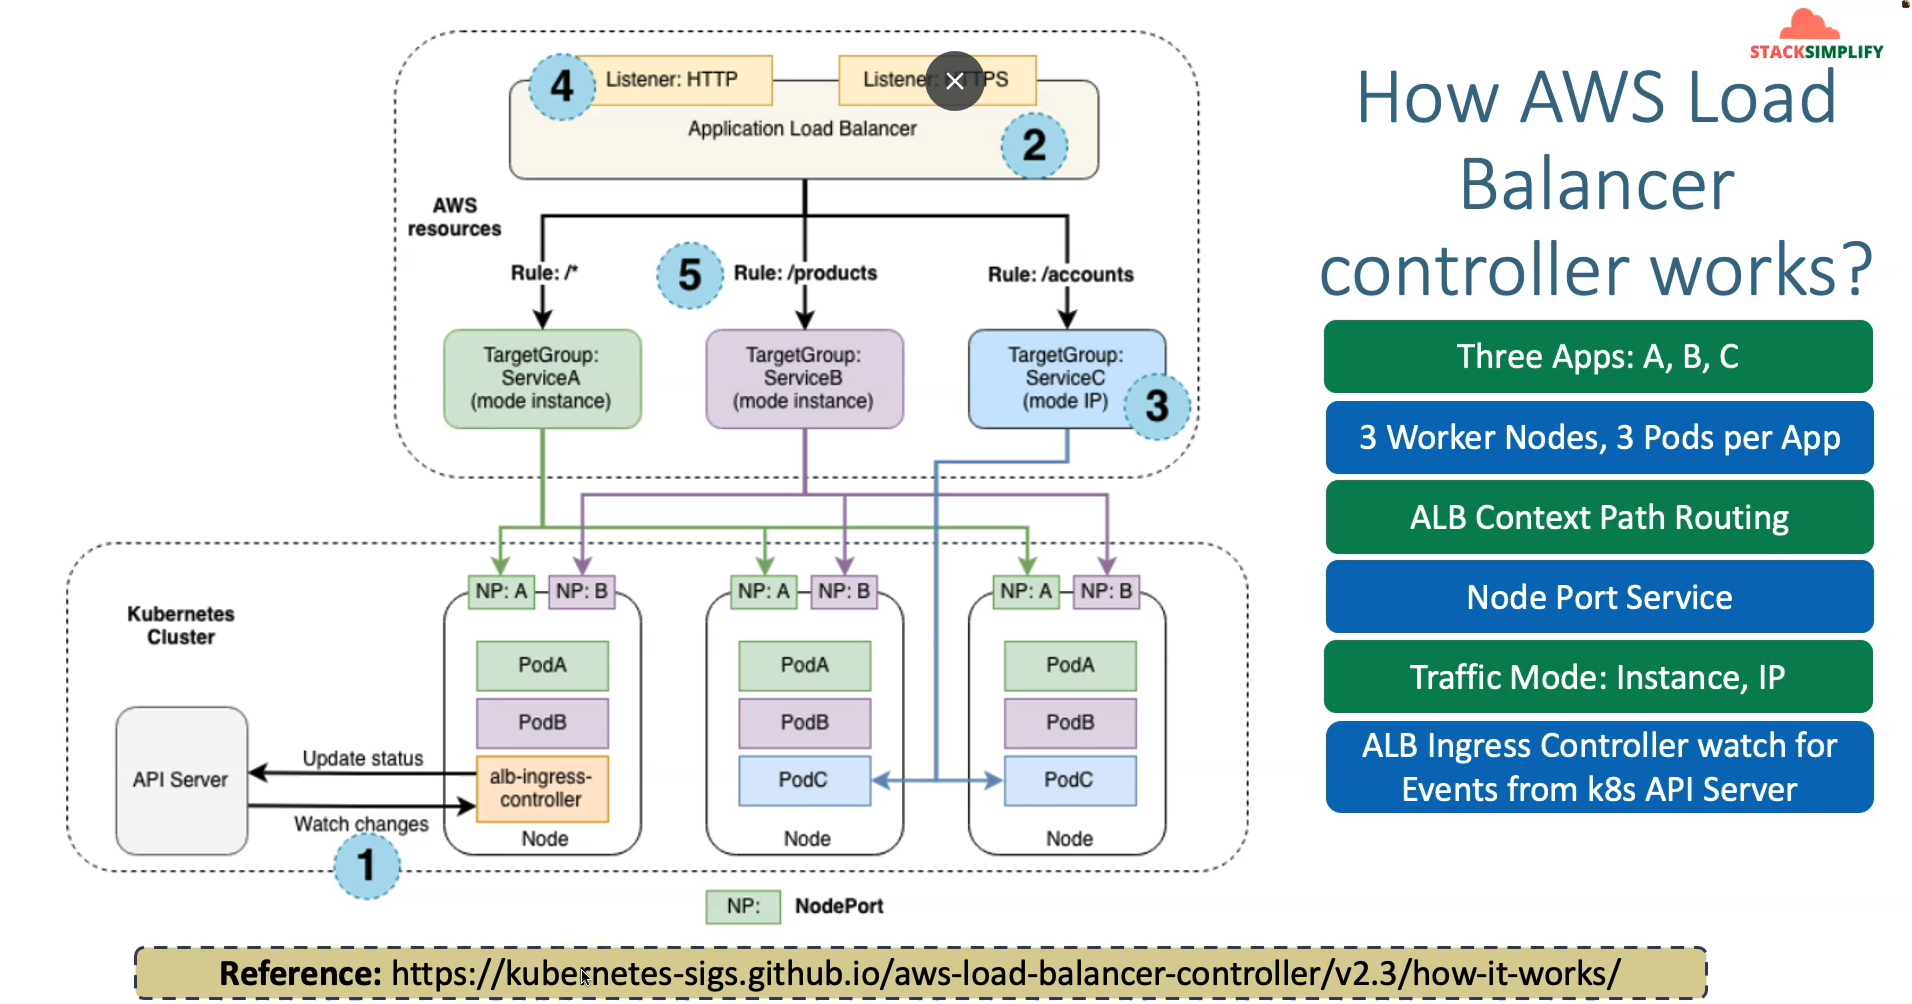 STACKSIMPLIFY
How AWS Load
Balancer
controller works?
Three Apps: A, B, C
3 Worker Nodes, 3 Pods per App
ALB Context Path Routing
Node Port Service
Traffic Mode: Instance, IP
ALB Ingress Controller watch for
Events from k8s API Server
4
Listener: HTTP
Listener: HTTPS
Application Load Balancer
2
AWS
resources
Rule: /*
5
Rule: /products
Rule: /accounts
TargetGroup:
ServiceA
(mode instance)
TargetGroup:
ServiceB
(mode instance)
TargetGroup:
ServiceC
(mode IP)
3
Kubernetes
Cluster
NP: A
NP: B
NP: A
NP: B
NP: A
NP: B
PodA
PodB
alb-ingress-
controller
Node
PodA
PodB
PodC
Node
PodA
PodB
PodC
Node
API Server
Update status
Watch changes
1
NP:
NodePort
Reference: https://kubernetes-sigs.github.io/aws-load-balancer-controller/v2.3/how-it-works/